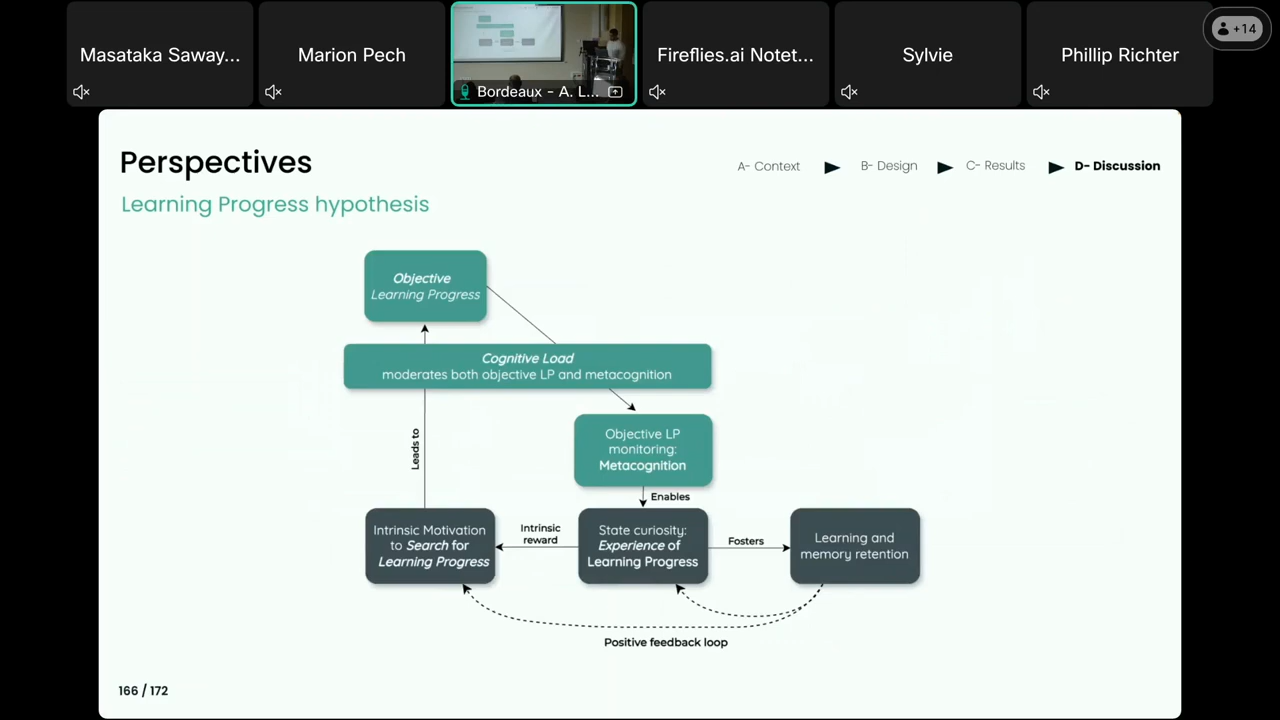 Masataka Saway...
Marion Pech
Bordeaux - A. L...
Fireflies.ai Notet...
Sylvie
Phillip Richter
+14
Perspectives
A- Context
B- Design
C- Results
D- Discussion
Learning Progress hypothesis
Objective
Learning Progress
Cognitive Load
moderates both objective LP and metacognition
Objective LP
monitoring:
Metacognition
Leads to
Enables
Intrinsic Motivation
to Search for
Learning Progress
Intrinsic
reward
State curiosity:
Experience of
Learning Progress
Fosters
Learning and
memory retention
Positive feedback loop
166 / 172